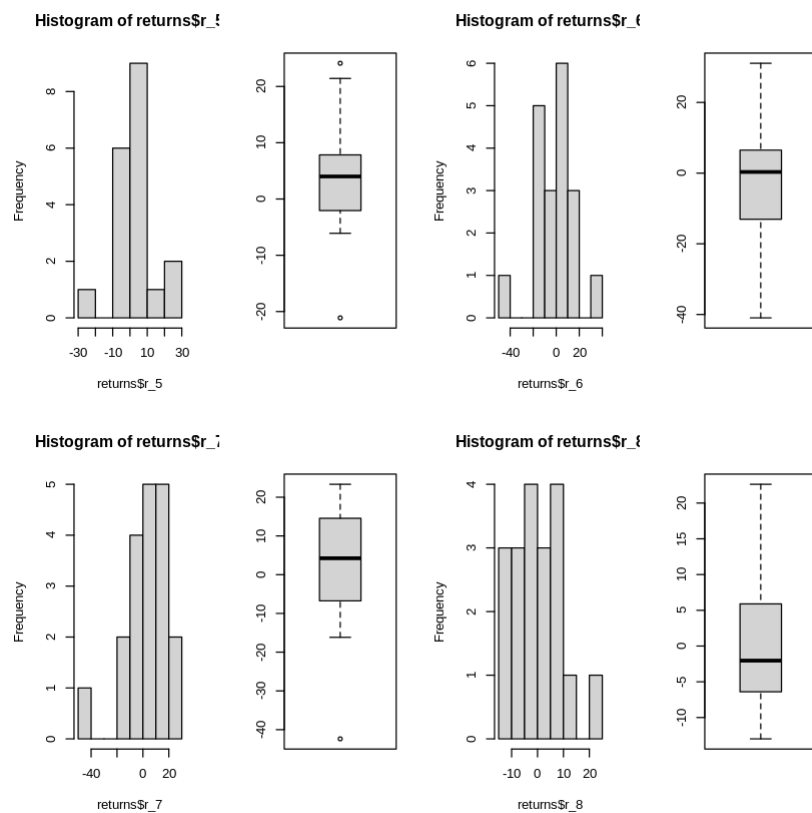 Histogram of returns$r_5
Frequency
0 2 4 6 8
-30 -10 10 30
returns$r_5
-20 -10 0 10 20
Histogram of returns$r_6
Frequency
0 1 2 3 4 5 6
-40 0 20
returns$r_6
-40 -20 0 20
Histogram of returns$r_7
Frequency
0 1 2 3 4 5
-40 0 20
returns$r_7
-40 -30 -20 -10 0 10 20
Histogram of returns$r_8
Frequency
0 1 2 3 4
-10 0 10 20
returns$r_8
-10 -5 0 5 10 15 20